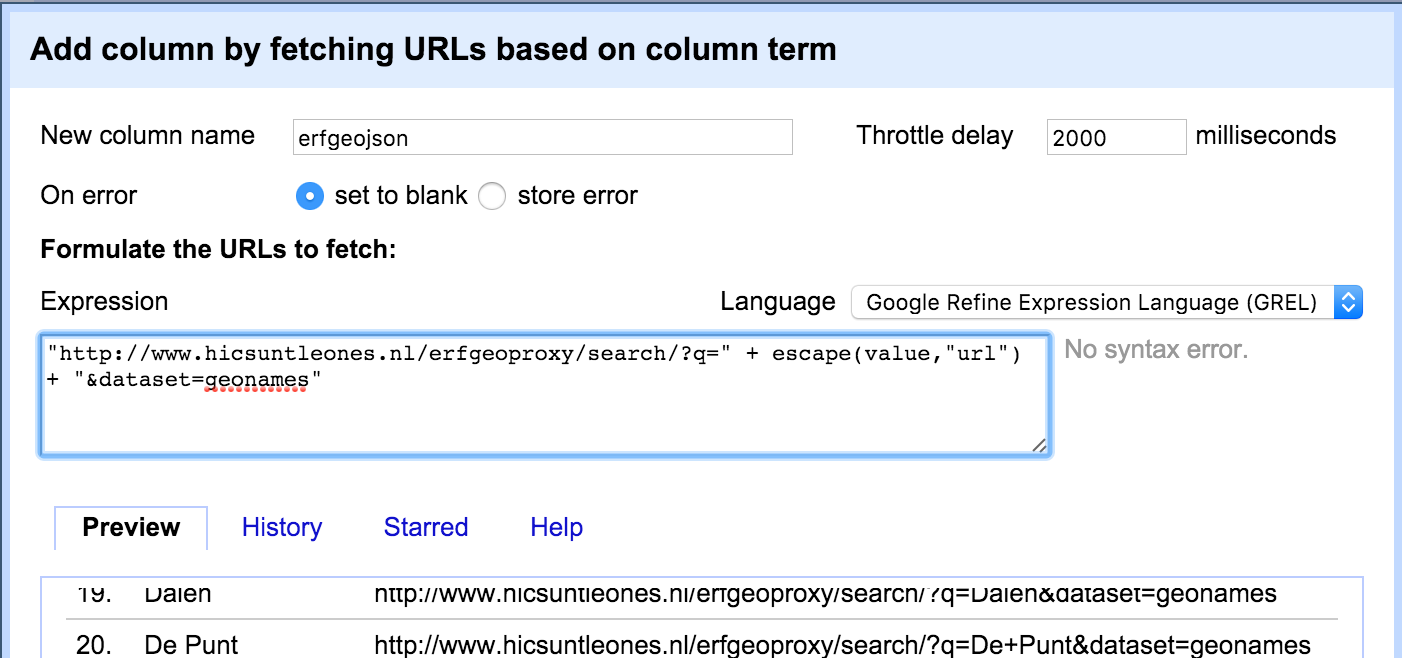 Add column by fetching URLs based on column term
New column name erfgeojson Throttle delay 2000 milliseconds
On error set to blank store error
Formulate the URLs to fetch:
Expression Language Google Refine Expression Language (GREL)
"http://www.hicsuntleones.nl/erfgeoproxy/search/?q=" + escape(value,"url") No syntax error.
+ "&dataset=geonames"
Preview History Starred Help
19. Dalen http://www.hicsuntleones.nl/erfgeoproxy/search/?q=Dalen&dataset=geonames
20. De Punt http://www.hicsuntleones.nl/erfgeoproxy/search/?q=De+Punt&dataset=geonames